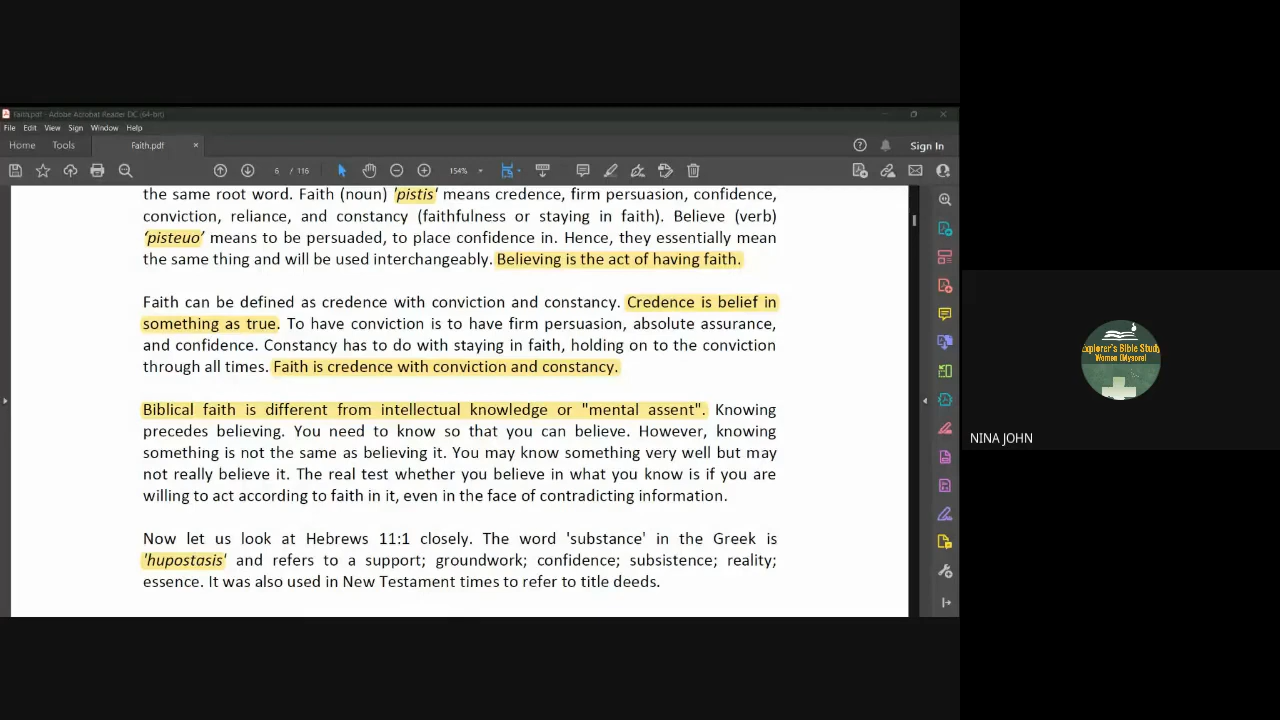 Faith.pdf - Adobe Acrobat Reader DC (64-bit)
File Edit View Sign Window Help
Home Tools Faith.pdf × Sign In
6 / 116 154%
the same root word. Faith (noun) 'pistis' means credence, firm persuasion, confidence,
conviction, reliance, and constancy (faithfulness or staying in faith). Believe (verb)
‘pisteuo’ means to be persuaded, to place confidence in. Hence, they essentially mean
the same thing and will be used interchangeably. Believing is the act of having faith.
Faith can be defined as credence with conviction and constancy. Credence is belief in
something as true. To have conviction is to have firm persuasion, absolute assurance,
and confidence. Constancy has to do with staying in faith, holding on to the conviction
through all times. Faith is credence with conviction and constancy.
Biblical faith is different from intellectual knowledge or "mental assent". Knowing
precedes believing. You need to know so that you can believe. However, knowing
something is not the same as believing it. You may know something very well but may
not really believe it. The real test whether you believe in what you know is if you are
willing to act according to faith in it, even in the face of contradicting information.
Now let us look at Hebrews 11:1 closely. The word 'substance' in the Greek is
'hupostasis' and refers to a support; groundwork; confidence; subsistence; reality;
essence. It was also used in New Testament times to refer to title deeds.
Explorer's Bible Study
Women (Mysore)
NINA JOHN